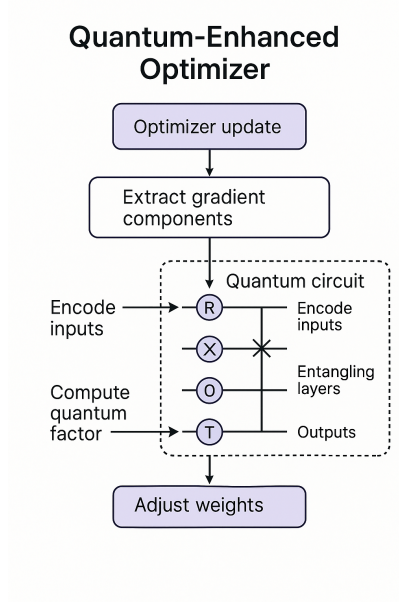 Quantum-Enhanced
Optimizer
Optimizer update
Extract gradient
components
Quantum circuit
Encode
inputs
R
Encode
inputs
X
Entangling
layers
O
Compute
quantum
factor
T
Outputs
Adjust weights